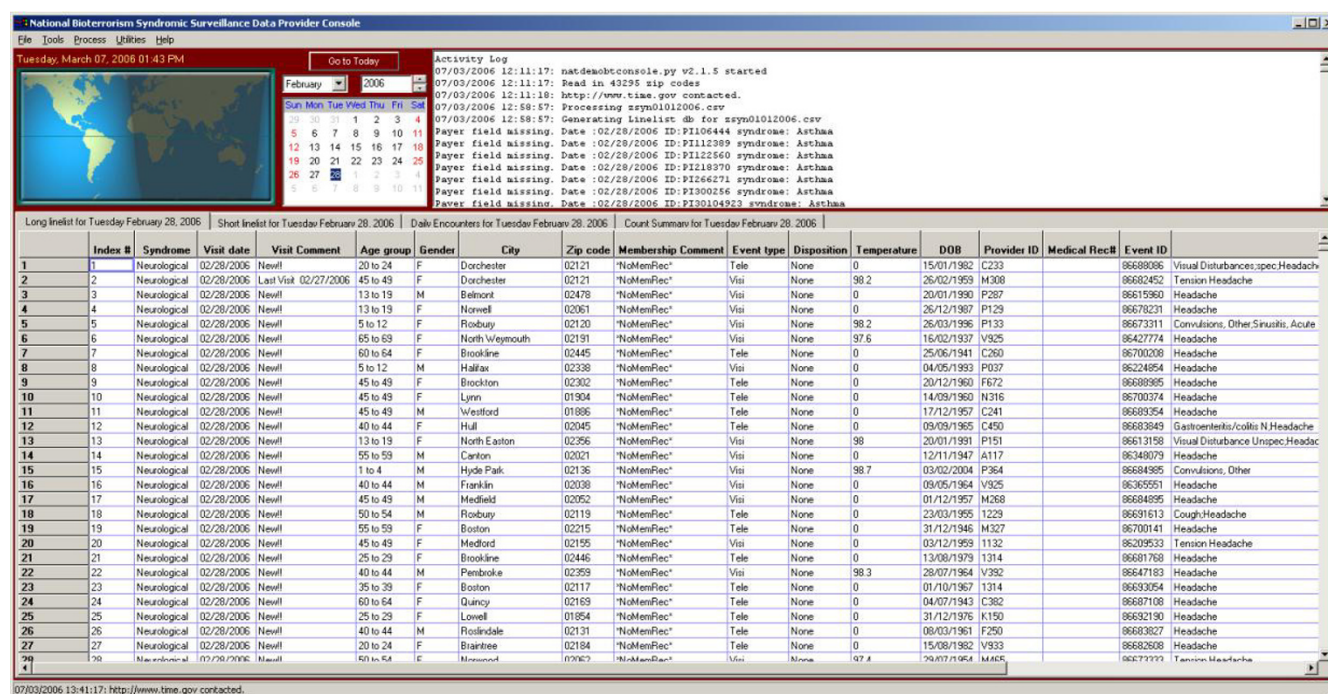 National Bioterrorism Syndromic Surveillance Data Provider Console
File Tools Process Utilities Help
Tuesday, March 07, 2006 01:43 PM
Go to Today
February 2006
Sun Mon Tue Wed Thu Fri Sat
29 30 31 1 2 3 4
5 6 7 8 9 10 11
12 13 14 15 16 17 18
19 20 21 22 23 24 25
26 27 28 1 2 3 4
5 6 7 8 9 10 11
Activity Log
07/03/2006 12:11:17: natdemobtconsole.py v2.1.5 started
07/03/2006 12:11:17: Read in 43295 zip codes
07/03/2006 12:11:18: http://www.time.gov contacted.
07/03/2006 12:58:57: Processing zsyn01012006.csv
07/03/2006 12:58:57: Generating Linelist db for zsyn01012006.csv
Payer field missing. Date :02/28/2006 ID:PI106444 syndrome: Asthma
Payer field missing. Date :02/28/2006 ID:PI112389 syndrome: Asthma
Payer field missing. Date :02/28/2006 ID:PI122560 syndrome: Asthma
Payer field missing. Date :02/28/2006 ID:PI218370 syndrome: Asthma
Payer field missing. Date :02/28/2006 ID:PI266271 syndrome: Asthma
Payer field missing. Date :02/28/2006 ID:PI300256 syndrome: Asthma
Payer field missing. Date :02/28/2006 ID:PI30104923 syndrome: Asthma
Long linelist for Tuesday February 28, 2006 Short linelist for Tuesday February 28, 2006 Daily Encounters for Tuesday February 28, 2006 Count Summary for Tuesday February 28, 2006
Index # Syndrome Visit date Visit Comment Age group Gender City Zip code Membership Comment Event type Disposition Temperature DOB Provider ID Medical Rec# Event ID
1 1 Neurological 02/28/2006 New!! 20 to 24 F Dorchester 02121 *NoMemRec* Tele None 0 15/01/1982 C233 86688086 Visual Disturbances;spec,Headach
2 2 Neurological 02/28/2006 Last Visit 02/27/2006 45 to 49 F Dorchester 02121 *NoMemRec* Visi None 98.2 26/02/1959 M308 86682452 Tension Headache
3 3 Neurological 02/28/2006 New!! 13 to 19 M Belmont 02478 *NoMemRec* Visi None 0 20/01/1990 P287 86615960 Headache
4 4 Neurological 02/28/2006 New!! 13 to 19 M Norwell 02061 *NoMemRec* Visi None 0 26/12/1987 P129 86678231 Headache
5 5 Neurological 02/28/2006 New!! 5 to 12 F Roxbury 02120 *NoMemRec* Visi None 98.2 26/03/1996 P133 86673311 Convulsions, Other,Sinusitis, Acute
6 6 Neurological 02/28/2006 New!! 65 to 69 F North Weymouth 02191 *NoMemRec* Visi None 97.6 16/02/1937 V925 86427774 Headache
7 7 Neurological 02/28/2006 New!! 60 to 64 F Brookline 02445 *NoMemRec* Tele None 0 25/06/1941 C260 86700208 Headache
8 8 Neurological 02/28/2006 New!! 5 to 12 M Halifax 02338 *NoMemRec* Visi None 0 04/05/1993 P037 86224854 Headache
9 9 Neurological 02/28/2006 New!! 45 to 49 F Brockton 02302 *NoMemRec* Tele None 0 20/12/1960 F672 86688985 Headache
10 10 Neurological 02/28/2006 New!! 45 to 49 F Lynn 01904 *NoMemRec* Tele None 0 14/09/1960 N316 86700374 Headache
11 11 Neurological 02/28/2006 New!! 45 to 49 M Westford 01886 *NoMemRec* Tele None 0 17/12/1957 C241 86689354 Headache
12 12 Neurological 02/28/2006 New!! 40 to 44 F Hull 02045 *NoMemRec* Tele None 0 09/09/1965 C450 86683849 Gastroenteritis/colitis N,Headache
13 13 Neurological 02/28/2006 New!! 13 to 19 F North Easton 02356 *NoMemRec* Visi None 98 20/01/1991 P151 86613158 Visual Disturbance Unspec;Headac
14 14 Neurological 02/28/2006 New!! 55 to 59 M Canton 02021 *NoMemRec* Visi None 0 12/11/1947 A117 86348079 Headache
15 15 Neurological 02/28/2006 New!! 1 to 4 M Hyde Park 02136 *NoMemRec* Visi None 98.7 03/02/2004 P364 86684985 Convulsions, Other
16 16 Neurological 02/28/2006 New!! 40 to 44 M Franklin 02038 *NoMemRec* Visi None 0 09/05/1964 V925 86365551 Headache
17 17 Neurological 02/28/2006 New!! 45 to 49 M Medfield 02052 *NoMemRec* Visi None 0 01/12/1957 M268 86684895 Headache
18 18 Neurological 02/28/2006 New!! 50 to 54 M Roxbury 02119 *NoMemRec* Visi None 0 23/03/1955 1229 86691613 Cough;Headache
19 19 Neurological 02/28/2006 New!! 55 to 59 F Boston 02215 *NoMemRec* Tele None 0 31/12/1946 M327 86700141 Headache
20 20 Neurological 02/28/2006 New!! 45 to 49 F Medford 02155 *NoMemRec* Visi None 0 03/12/1959 1132 86209533 Tension Headache
21 21 Neurological 02/28/2006 New!! 25 to 29 F Brookline 02446 *NoMemRec* Tele None 0 13/08/1979 1314 86681768 Headache
22 22 Neurological 02/28/2006 New!! 40 to 44 M Pembroke 02359 *NoMemRec* Visi None 98.3 28/07/1964 V392 86647183 Headache
23 23 Neurological 02/28/2006 New!! 35 to 39 F Boston 02117 *NoMemRec* Tele None 0 01/10/1967 1314 86693054 Headache
24 24 Neurological 02/28/2006 New!! 60 to 64 F Quincy 02169 *NoMemRec* Tele None 0 04/07/1943 C382 86687108 Headache
25 25 Neurological 02/28/2006 New!! 25 to 29 F Lowell 01854 *NoMemRec* Tele None 0 31/12/1976 K150 86692190 Headache
26 26 Neurological 02/28/2006 New!! 40 to 44 M Roslindale 02131 *NoMemRec* Tele None 0 08/03/1961 F250 86683827 Headache
27 27 Neurological 02/28/2006 New!! 20 to 24 F Braintree 02184 *NoMemRec* Tele None 0 15/08/1982 V933 86682608 Headache
28 28 Neurological 02/28/2006 New!! 50 to 54 F Norwood 02062 *NoMemRec* Visi None 97.4 29/07/1954 M465 86673333 Tension Headache
07/03/2006 13:41:17: http://www.time.gov contacted.